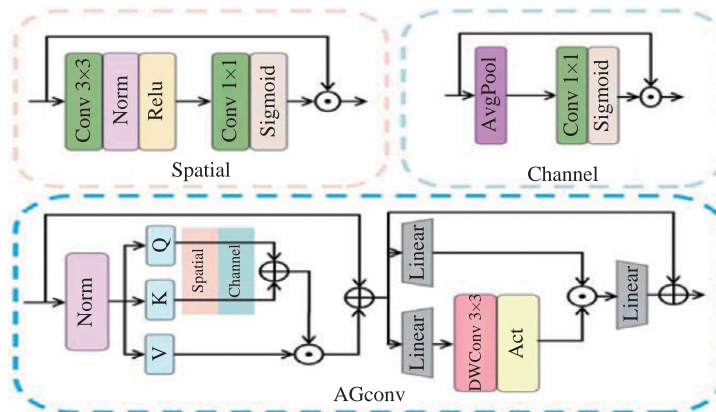 Conv 3×3
Norm
Relu
Conv 1×1
Sigmoid
Spatial
AvgPool
Conv 1×1
Sigmoid
Channel
Norm
Q
K
V
Spatial
Channel
Linear
Linear
DWConv 3×3
Act
Linear
AGconv